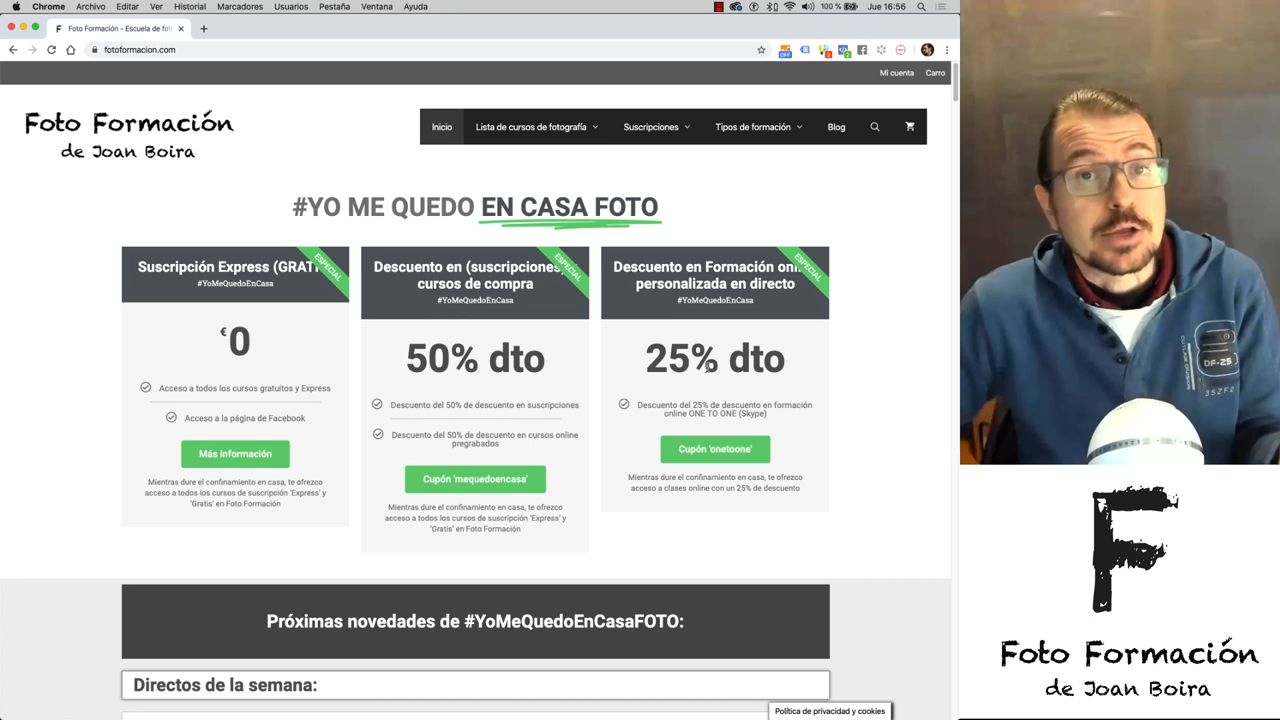 Chrome Archivo Editar Ver Historial Marcadores Usuarios Pestaña Ventana Ayuda
100 % Jue 16:56
F Foto Formación - Escuela de fot
fotoformacion.com
OFF
Mi cuenta Carro
Foto Formación
de Joan Boira
Inicio Lista de cursos de fotografía Suscripciones Tipos de formación Blog
#YO ME QUEDO EN CASA FOTO
Suscripción Express (GRATI
#YoMeQuedoEnCasa
ESPECIAL
€0
Acceso a todos los cursos gratuitos y Express
Acceso a la página de Facebook
Más información
Mientras dure el confinamiento en casa, te ofrezco
acceso a todos los cursos de suscripción 'Express' y
'Gratis' en Foto Formación
Descuento en (suscripciones)
cursos de compra
#YoMeQuedoEnCasa
ESPECIAL
50% dto
Descuento del 50% de descuento en suscripciones
Descuento del 50% de descuento en cursos online
pregrabados
Cupón 'mequedoencasa'
Mientras dure el confinamiento en casa, te ofrezco
acceso a todos los cursos de suscripción 'Express' y
'Gratis' en Foto Formación
Descuento en Formación onl
personalizada en directo
#YoMeQuedoEnCasa
ESPECIAL
25% dto
Descuento del 25% de descuento en formación
online ONE TO ONE (Skype)
Cupón 'onetoone'
Mientras dure el confinamiento en casa, te ofrezco
acceso a clases online con un 25% de descuento
Próximas novedades de #YoMeQuedoEnCasaFOTO:
Directos de la semana:
Política de privacidad y cookies
DF-25
352FZ
F
Foto Formación
de Joan Boira